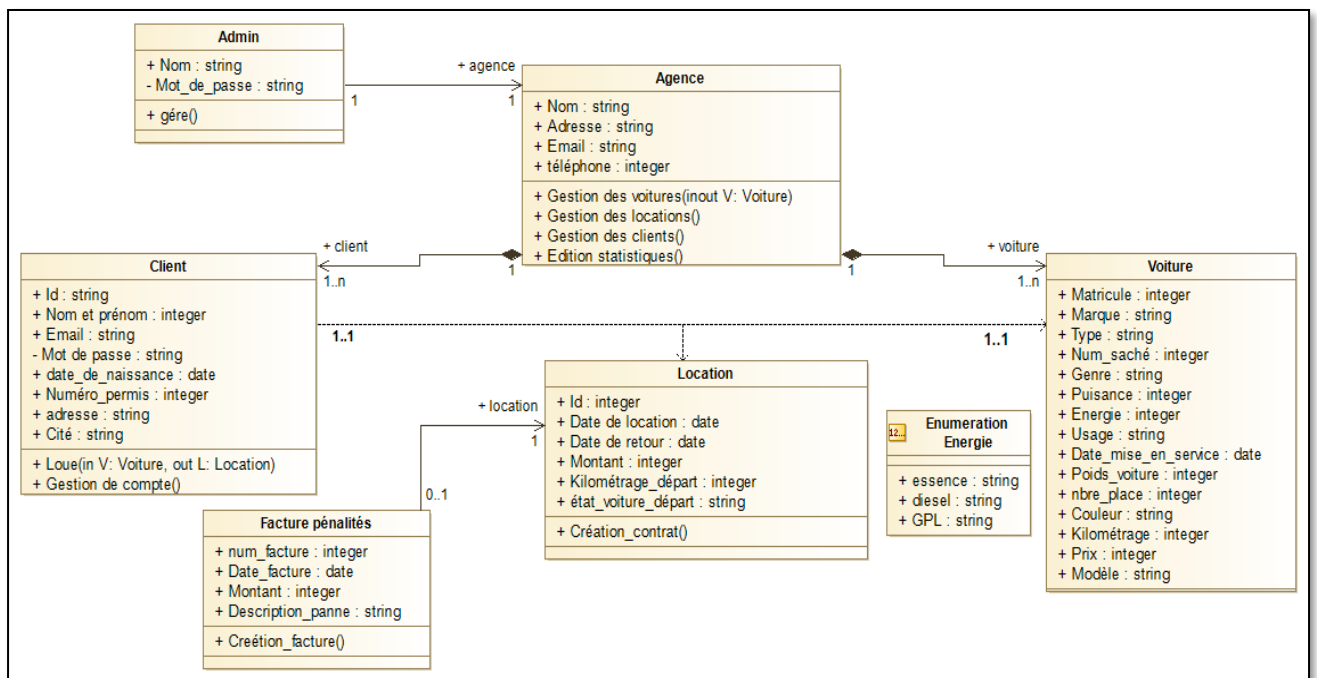 Admin
+ Nom : string
- Mot_de_passe : string
+ gére()
1
+ agence
1
Agence
+ Nom : string
+ Adresse : string
+ Email : string
+ téléphone : integer
+ Gestion des voitures(inout V: Voiture)
+ Gestion des locations()
+ Gestion des clients()
+ Edition statistiques()
1
1
+ client
1..n
+ voiture
1..n
Client
+ Id : string
+ Nom et prénom : integer
+ Email : string
- Mot de passe : string
+ date_de_naissance : date
+ Numéro_permis : integer
+ adresse : string
+ Cité : string
+ Loue(in V: Voiture, out L: Location)
+ Gestion de compte()
1..1
1..1
Voiture
+ Matricule : integer
+ Marque : string
+ Type : string
+ Num_saché : integer
+ Genre : string
+ Puisance : integer
+ Energie : integer
+ Usage : string
+ Date_mise_en_service : date
+ Poids_voiture : integer
+ nbre_place : integer
+ Couleur : string
+ Kilométrage : integer
+ Prix : integer
+ Modèle : string
Location
+ Id : integer
+ Date de location : date
+ Date de retour : date
+ Montant : integer
+ Kilométrage_départ : integer
+ état_voiture_départ : string
+ Création_contrat()
+ location
1
0..1
12...
Enumeration
Energie
+ essence : string
+ diesel : string
+ GPL : string
Facture pénalités
+ num_facture : integer
+ Date_facture : date
+ Montant : integer
+ Description_panne : string
+ Creétion_facture()